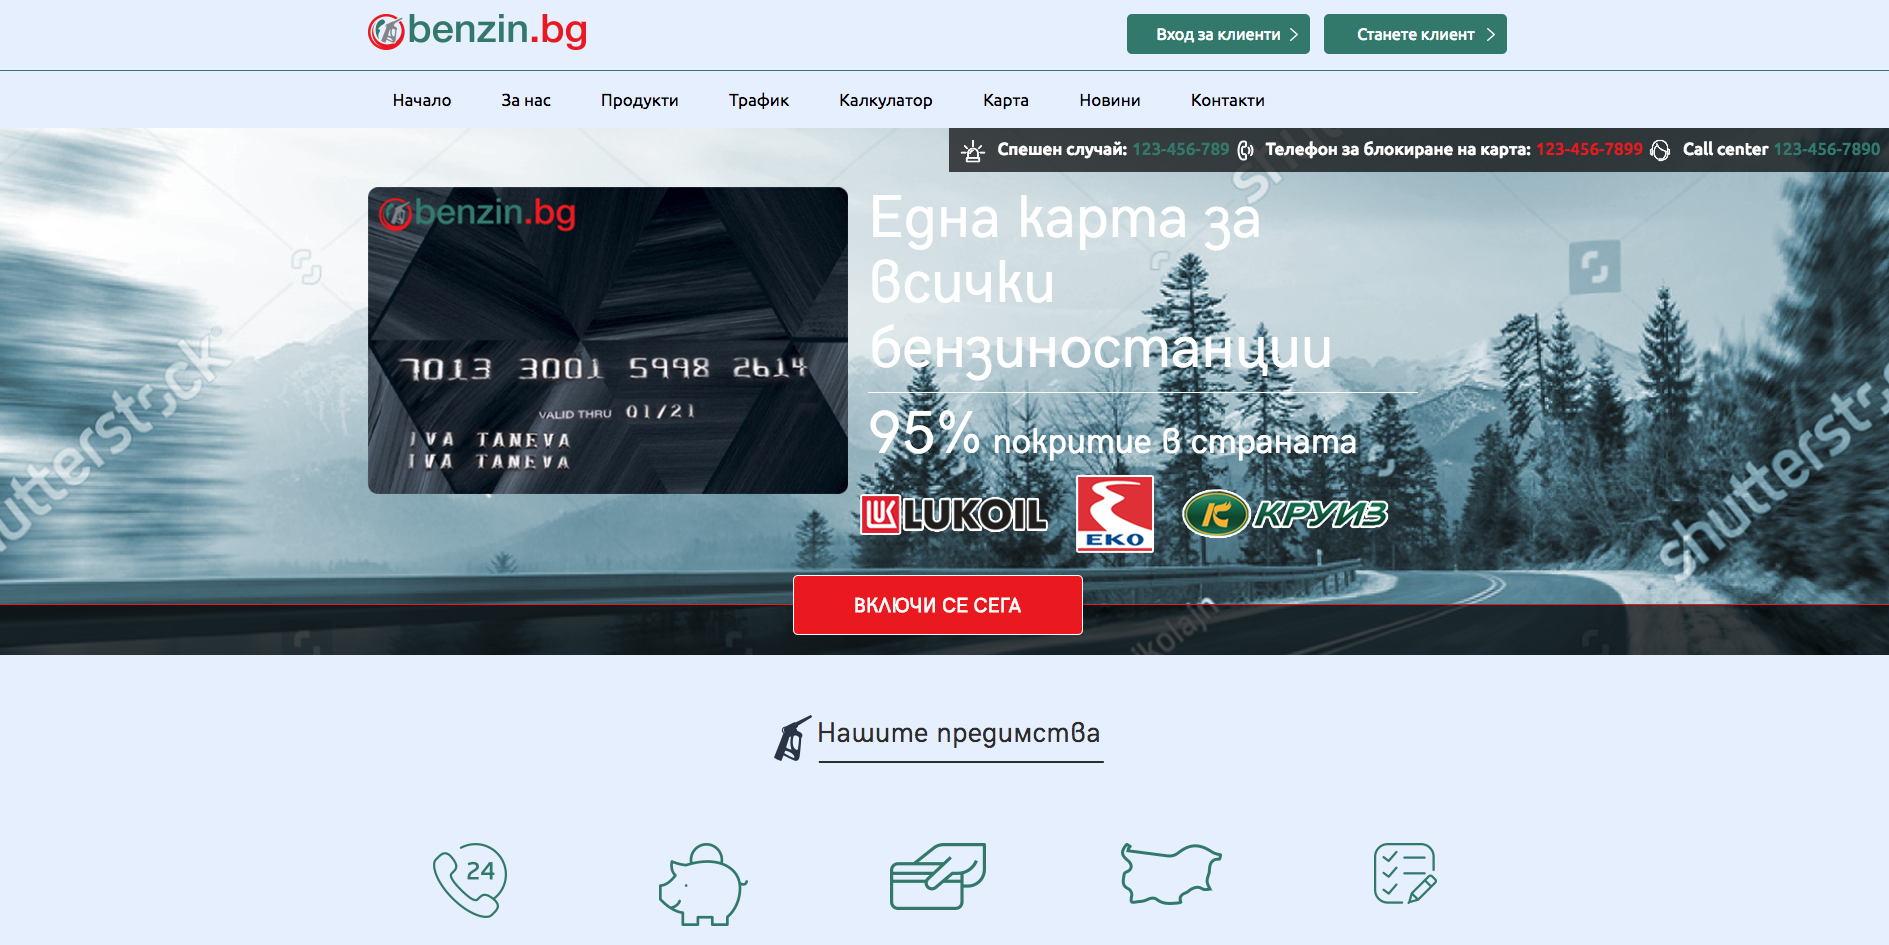 benzin.bg
Вход за клиенти
Станете клиент
Начало За нас Продукти Трафик Калкулатор Карта Новини Контакти
Спешен случай: 123-456-789 Телефон за блокиране на карта: 123-456-7899 Call center 123-456-7890
benzin.bg
7013 3001 5998 2614
VALID THRU 01/21
IVA TANEVA
IVA TANEVA
Една карта за
всички
бензиностанции
95% покритие в страната
LUK LUKOIL
EKO
К КРУИЗ
ВКЛЮЧИ СЕ СЕГА
shutterstock
Нашите предимства
24